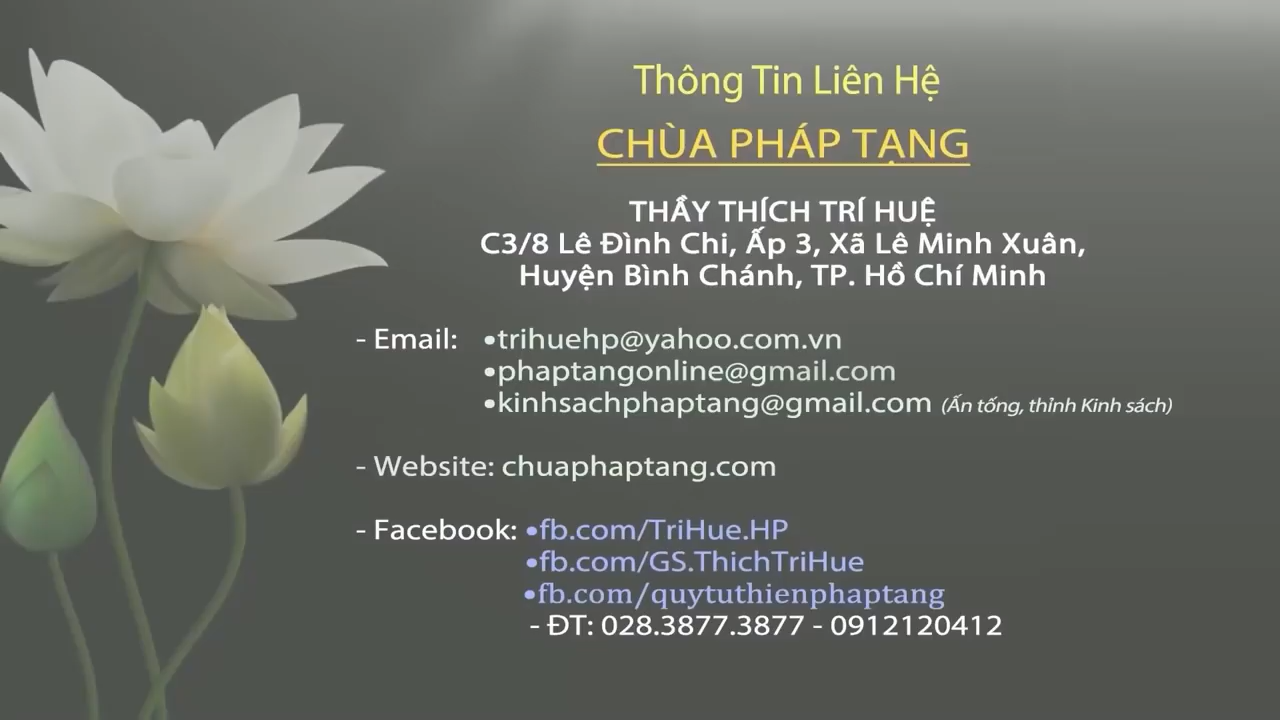 Thông Tin Liên Hệ
CHÙA PHÁP TẠNG
THẦY THÍCH TRÍ HUỆ
C3/8 Lê Đình Chi, Ấp 3, Xã Lê Minh Xuân,
Huyện Bình Chánh, TP. Hồ Chí Minh
- Email: •trihuehp@yahoo.com.vn
•phaptangonline@gmail.com
•kinhsachphaptang@gmail.com (Ấn tống, thỉnh Kinh sách)
- Website: chuaphaptang.com
- Facebook: •fb.com/TriHue.HP
•fb.com/GS.ThichTriHue
•fb.com/quytuthienphaptang
- ĐT: 028.3877.3877 - 0912120412